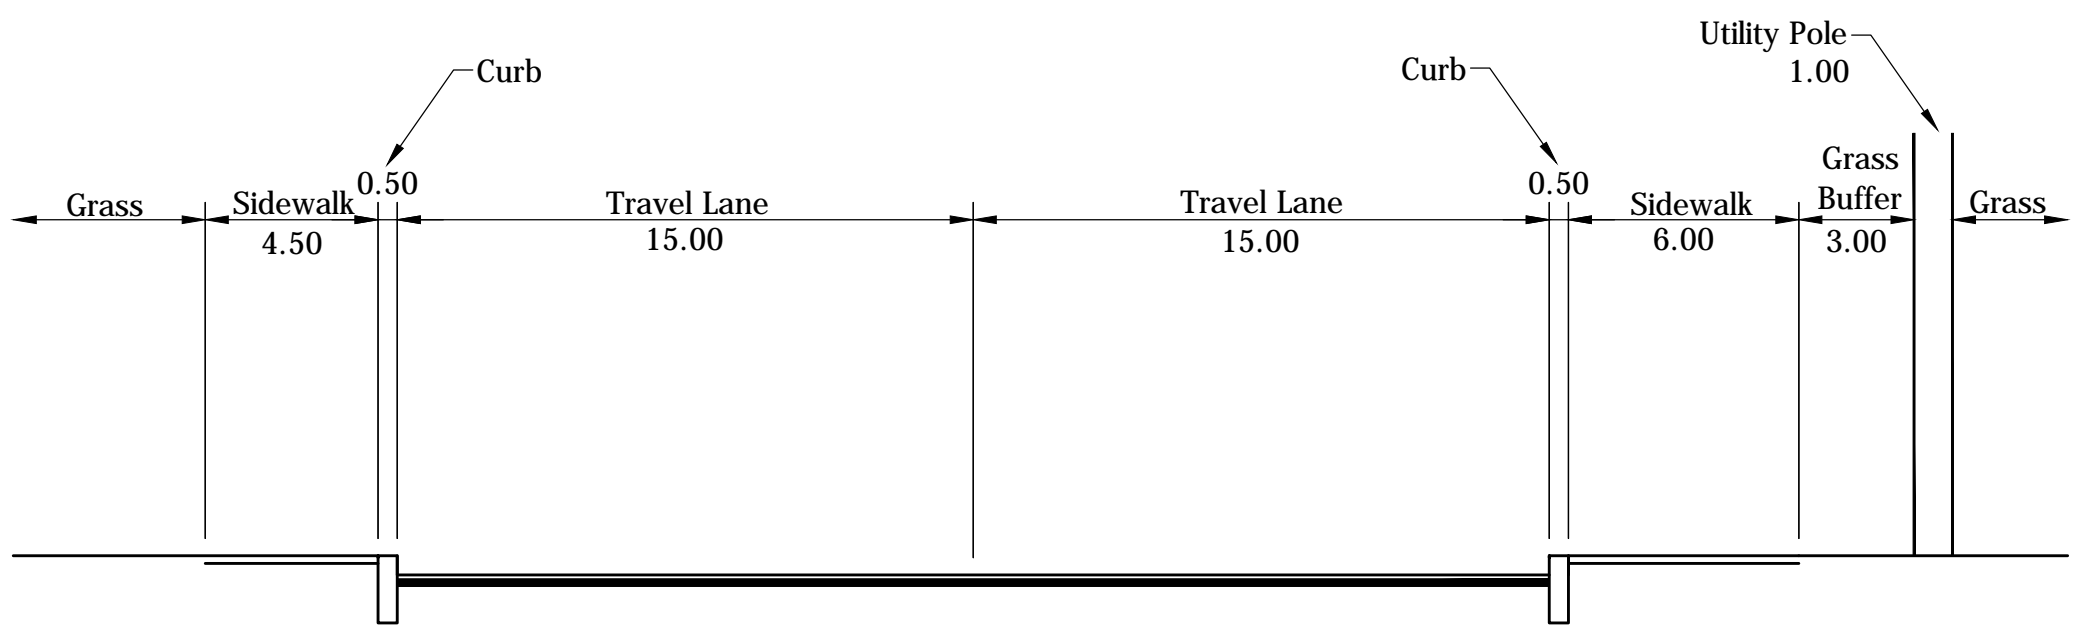 Utility Pole
1.00
Curb
Curb
Grass
Buffer
3.00
0.50
0.50
Grass
Sidewalk
4.50
Travel Lane
15.00
Travel Lane
15.00
Sidewalk
6.00
Grass